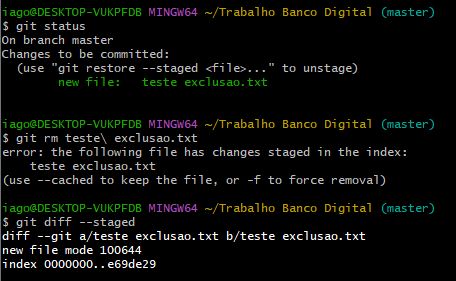 iago@DESKTOP-VUKPFDB MINGW64 ~/Trabalho Banco Digital (master)
$ git status
On branch master
Changes to be committed:
  (use "git restore --staged <file>..." to unstage)
        new file:   teste exclusao.txt

iago@DESKTOP-VUKPFDB MINGW64 ~/Trabalho Banco Digital (master)
$ git rm teste\ exclusao.txt
error: the following file has changes staged in the index:
    teste exclusao.txt
(use --cached to keep the file, or -f to force removal)

iago@DESKTOP-VUKPFDB MINGW64 ~/Trabalho Banco Digital (master)
$ git diff --staged
diff --git a/teste exclusao.txt b/teste exclusao.txt
new file mode 100644
index 0000000..e69de29